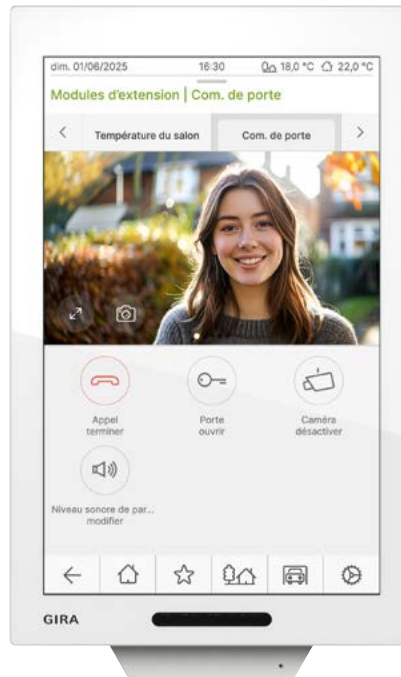 dim. 01/06/2025 16:30 18,0 °C 22,0 °C
Modules d'extension | Com. de porte
Température du salon Com. de porte
Appel
terminer
Porte
ouvrir
Caméra
désactiver
Niveau sonore de par...
modifier
GIRA